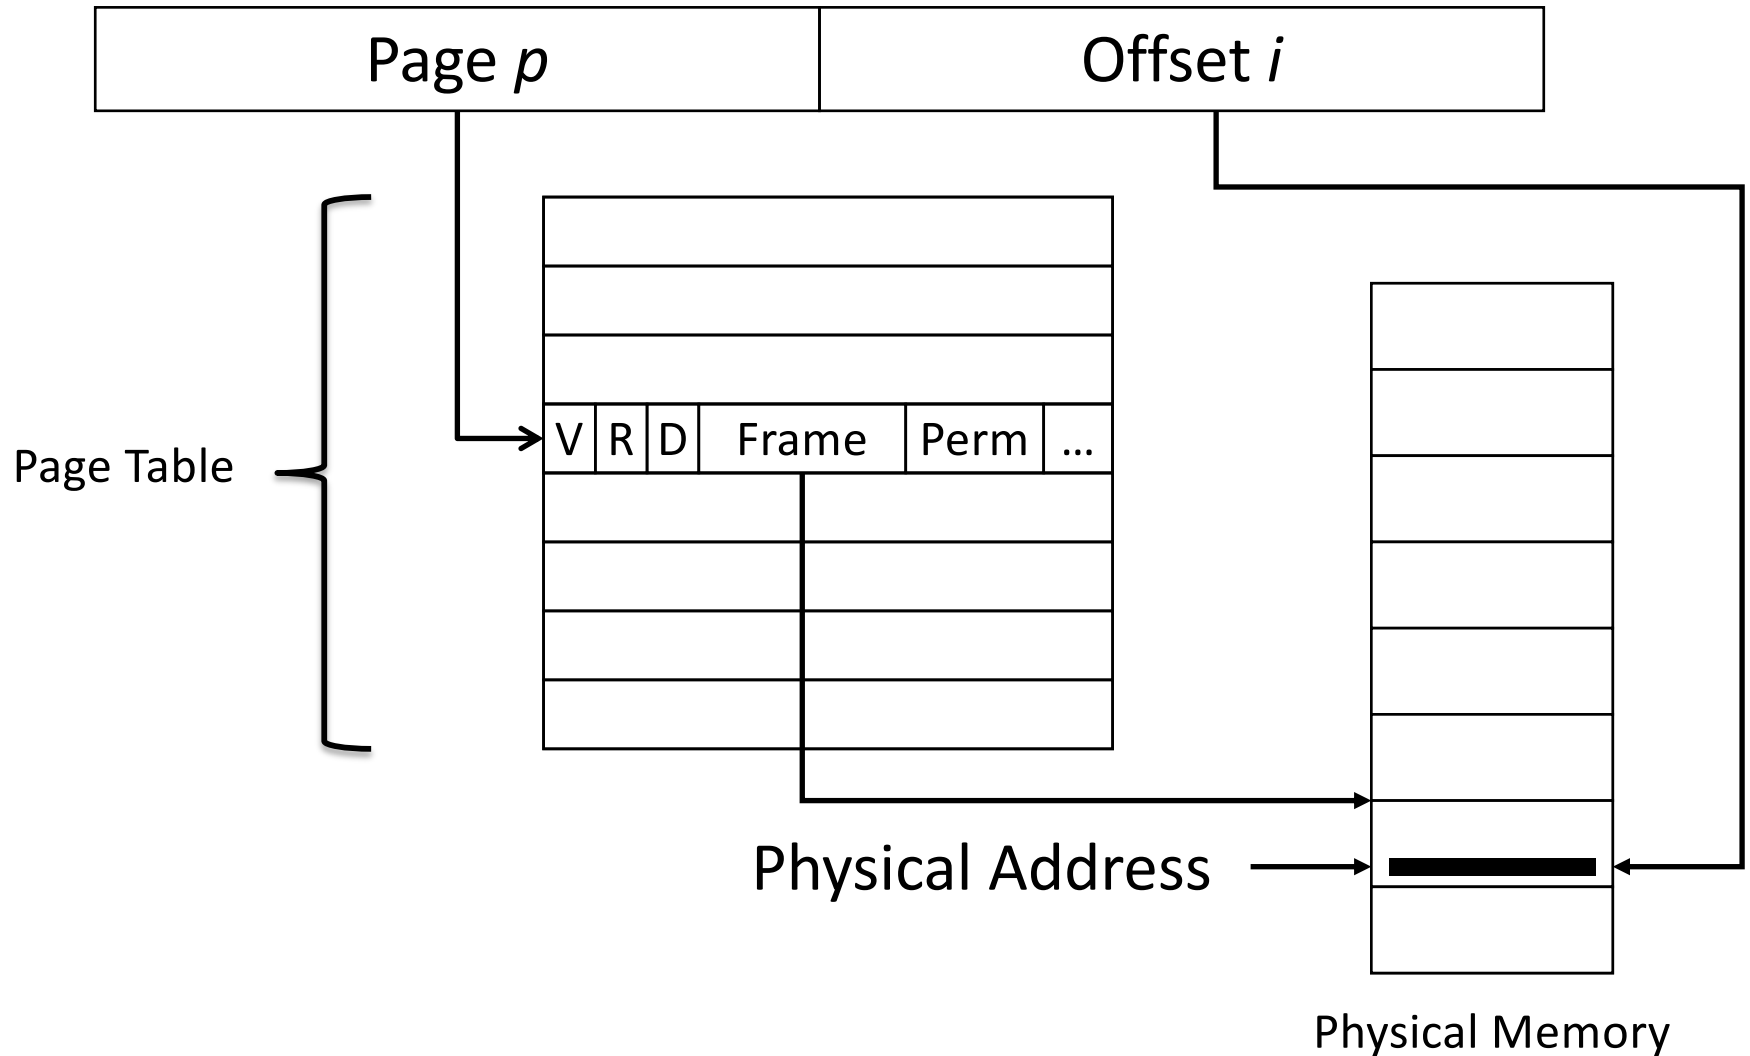 Page p
Offset i
V R D Frame Perm ...
Page Table
Physical Address
Physical Memory